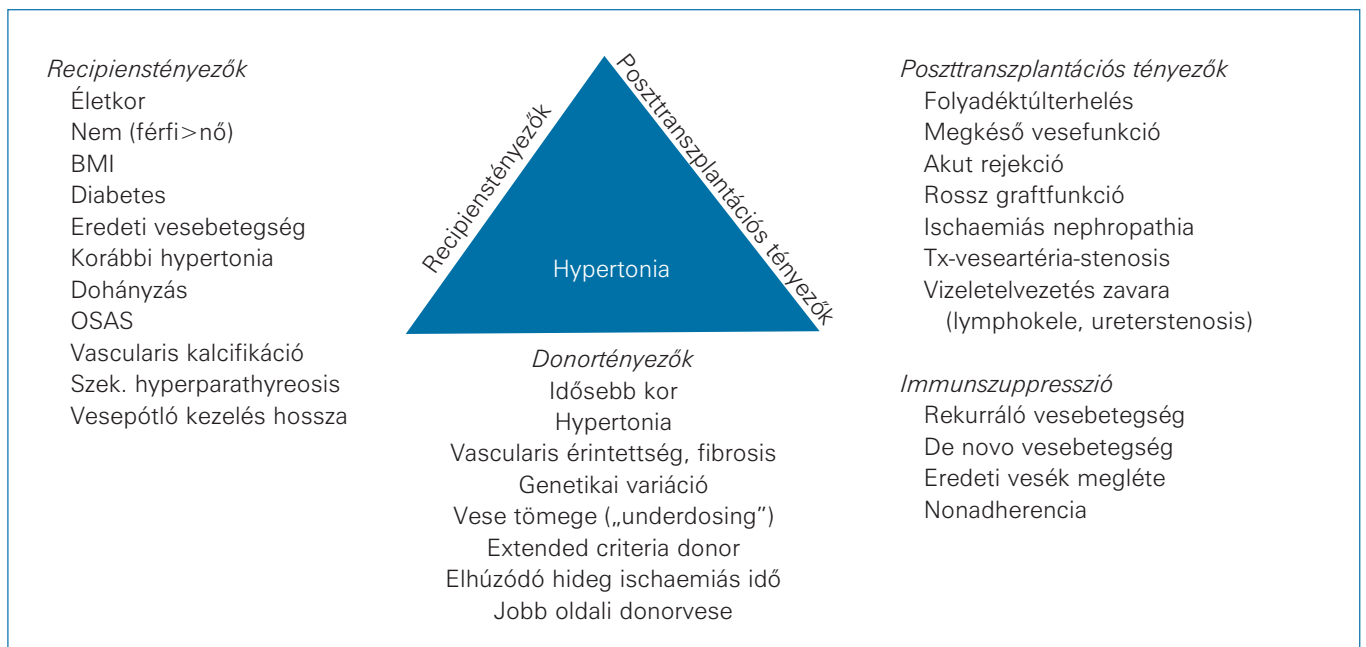 Recipienstényezők
Életkor
Nem (férfi>nő)
BMI
Diabetes
Eredeti vesebetegség
Korábbi hypertonia
Dohányzás
OSAS
Vascularis kalcifikáció
Szek. hyperparathyreosis
Vesepótló kezelés hossza
Recipienstényezők
Poszttranszplantációs tényezők
Hypertonia
Donortényezők
Idősebb kor
Hypertonia
Vascularis érintettség, fibrosis
Genetikai variáció
Vese tömege („underdosing”)
Extended criteria donor
Elhúzódó hideg ischaemiás idő
Jobb oldali donorvese
Poszttranszplantációs tényezők
Folyadéktúlterhelés
Megkéső vesefunkció
Akut rejekció
Rossz graftfunkció
Ischaemiás nephropathia
Tx-veseartéria-stenosis
Vizeletelvezetés zavara
(lymphokele, ureterstenosis)
Immunszuppresszió
Rekurráló vesebetegség
De novo vesebetegség
Eredeti vesék megléte
Nonadherencia